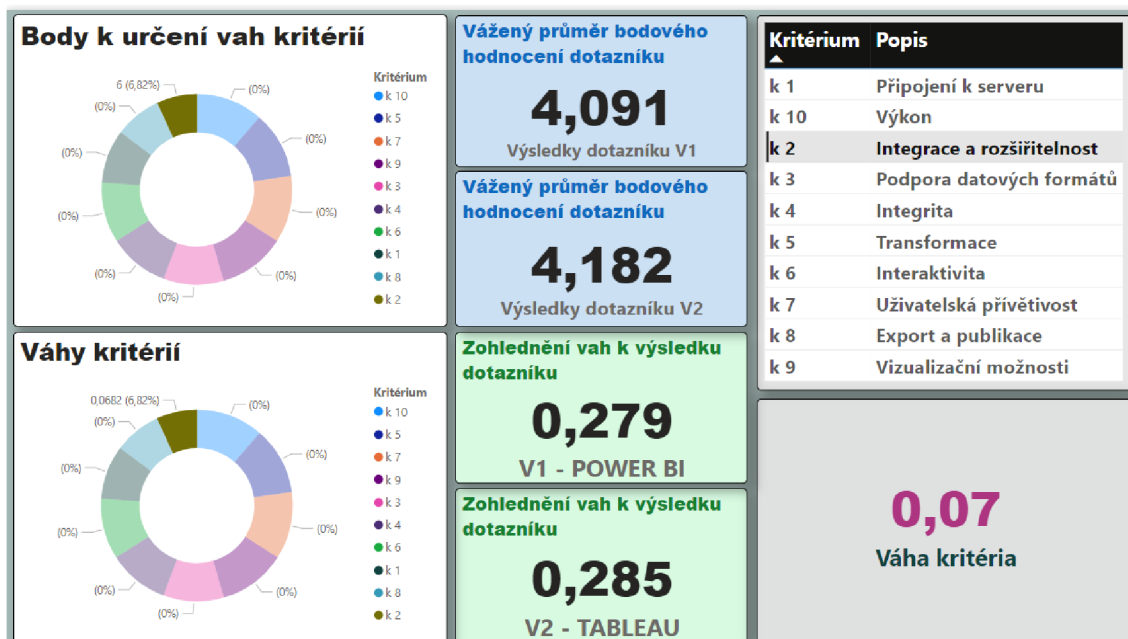 Body k určení vah kritérií
6 (6,82%)
(0%)
(0%)
(0%)
(0%)
(0%)
(0%)
(0%)
(0%)
(0%)
Kritérium
k 10
k 5
k 7
k 9
k 3
k 4
k 6
k 1
k 8
k 2
Váhy kritérií
0,0682 (6,82%)
(0%)
(0%)
(0%)
(0%)
(0%)
(0%)
(0%)
(0%)
(0%)
Kritérium
k 10
k 5
k 7
k 9
k 3
k 4
k 6
k 1
k 8
k 2
Vážený průměr bodového
hodnocení dotazníku
4,091
Výsledky dotazníku V1
Vážený průměr bodového
hodnocení dotazníku
4,182
Výsledky dotazníku V2
Zohlednění vah k výsledku
dotazníku
0,279
V1 - POWER BI
Zohlednění vah k výsledku
dotazníku
0,285
V2 - TABLEAU
Kritérium Popis
k 1 Připojení k serveru
k 10 Výkon
k 2 Integrace a rozšiřitelnost
k 3 Podpora datových formátů
k 4 Integrita
k 5 Transformace
k 6 Interaktivita
k 7 Uživatelská přívětivost
k 8 Export a publikace
k 9 Vizualizační možnosti
0,07
Váha kritéria